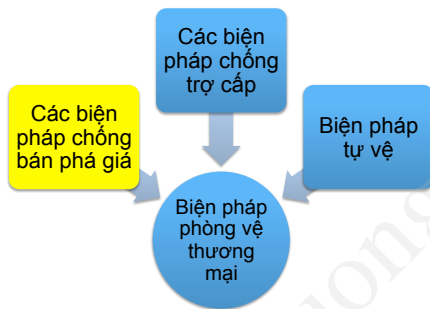 Các biện
pháp chống
trợ cấp
Các biện
pháp chống
bán phá giá
Biện pháp
tự vệ
Biện pháp
phòng vệ
thương
mại